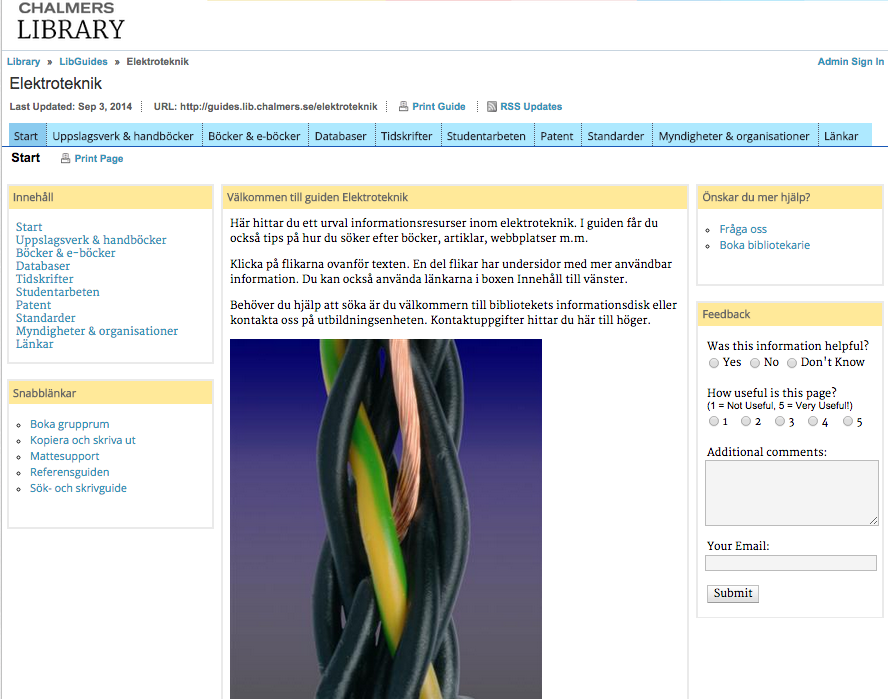 CHALMERS
LIBRARY
Library » LibGuides » Elektroteknik
Admin Sign In
Elektroteknik
Last Updated: Sep 3, 2014
URL: http://guides.lib.chalmers.se/elektroteknik
Print Guide
RSS Updates
Start
Uppslagsverk & handböcker
Böcker & e-böcker
Databaser
Tidskrifter
Studentarbeten
Patent
Standarder
Myndigheter & organisationer
Länkar
Start
Print Page
Innehåll
Start
Uppslagsverk & handböcker
Böcker & e-böcker
Databaser
Tidskrifter
Studentarbeten
Patent
Standarder
Myndigheter & organisationer
Länkar
Snabblänkar
Boka grupprum
Kopiera och skriva ut
Mattesupport
Referensguiden
Sök- och skrivguide
Välkommen till guiden Elektroteknik
Här hittar du ett urval informationsresurser inom elektroteknik. I guiden får du
också tips på hur du söker efter böcker, artiklar, webbplatser m.m.
Klicka på flikarna ovanför texten. En del flikar har undersidor med mer användbar
information. Du kan också använda länkarna i boxen Innehåll till vänster.
Behöver du hjälp att söka är du välkommern till bibliotekets informationsdisk eller
kontakta oss på utbildningsenheten. Kontaktuppgifter hittar du här till höger.
Önskar du mer hjälp?
Fråga oss
Boka bibliotekarie
Feedback
Was this information helpful?
Yes No Don't Know
How useful is this page?
(1 = Not Useful, 5 = Very Useful!)
1 2 3 4 5
Additional comments:
Your Email:
Submit